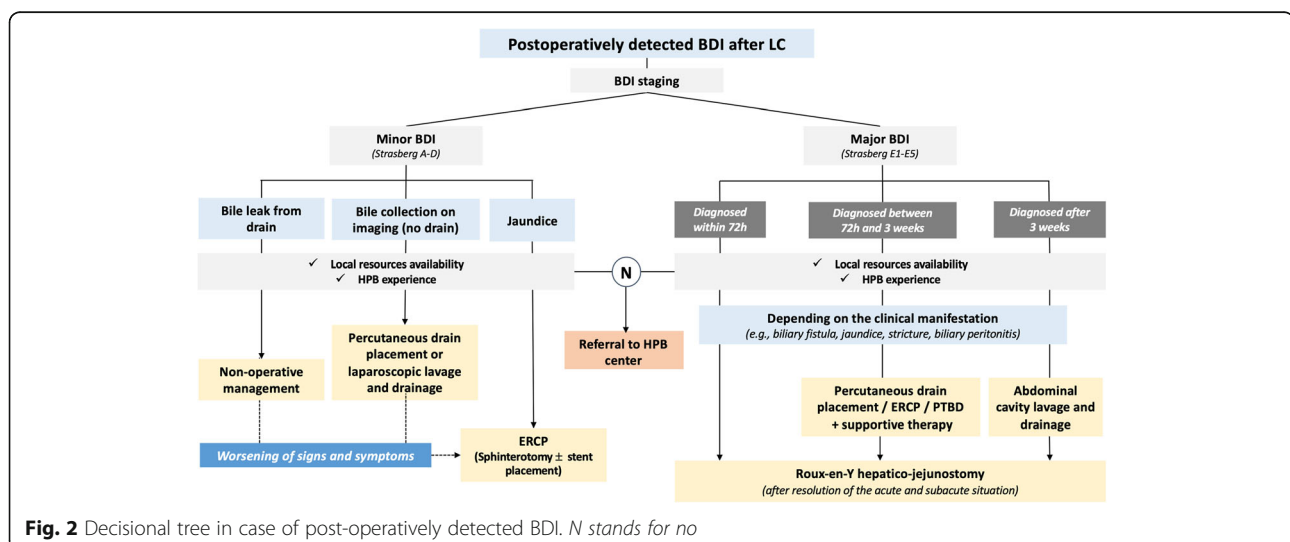 Postoperatively detected BDI after LC
BDI staging
Minor BDI
(Strasberg A-D)
Major BDI
(Strasberg E1-E5)
Bile leak from
drain
Bile collection on
imaging (no drain)
Jaundice
Diagnosed
within 72h
Diagnosed between
72h and 3 weeks
Diagnosed after
3 weeks
✓ Local resources availability
✓ HPB experience
N
✓ Local resources availability
✓ HPB experience
Referral to HPB
center
Depending on the clinical manifestation
(e.g., biliary fistula, jaundice, stricture, biliary peritonitis)
Non-operative
management
Percutaneous drain
placement or
laparoscopic lavage
and drainage
Percutaneous drain
placement / ERCP / PTBD
+ supportive therapy
Abdominal
cavity lavage and
drainage
Worsening of signs and symptoms
ERCP
(Sphinterotomy ± stent
placement)
Roux-en-Y hepatico-jejunostomy
(after resolution of the acute and subacute situation)
Fig. 2 Decisional tree in case of post-operatively detected BDI. N stands for no